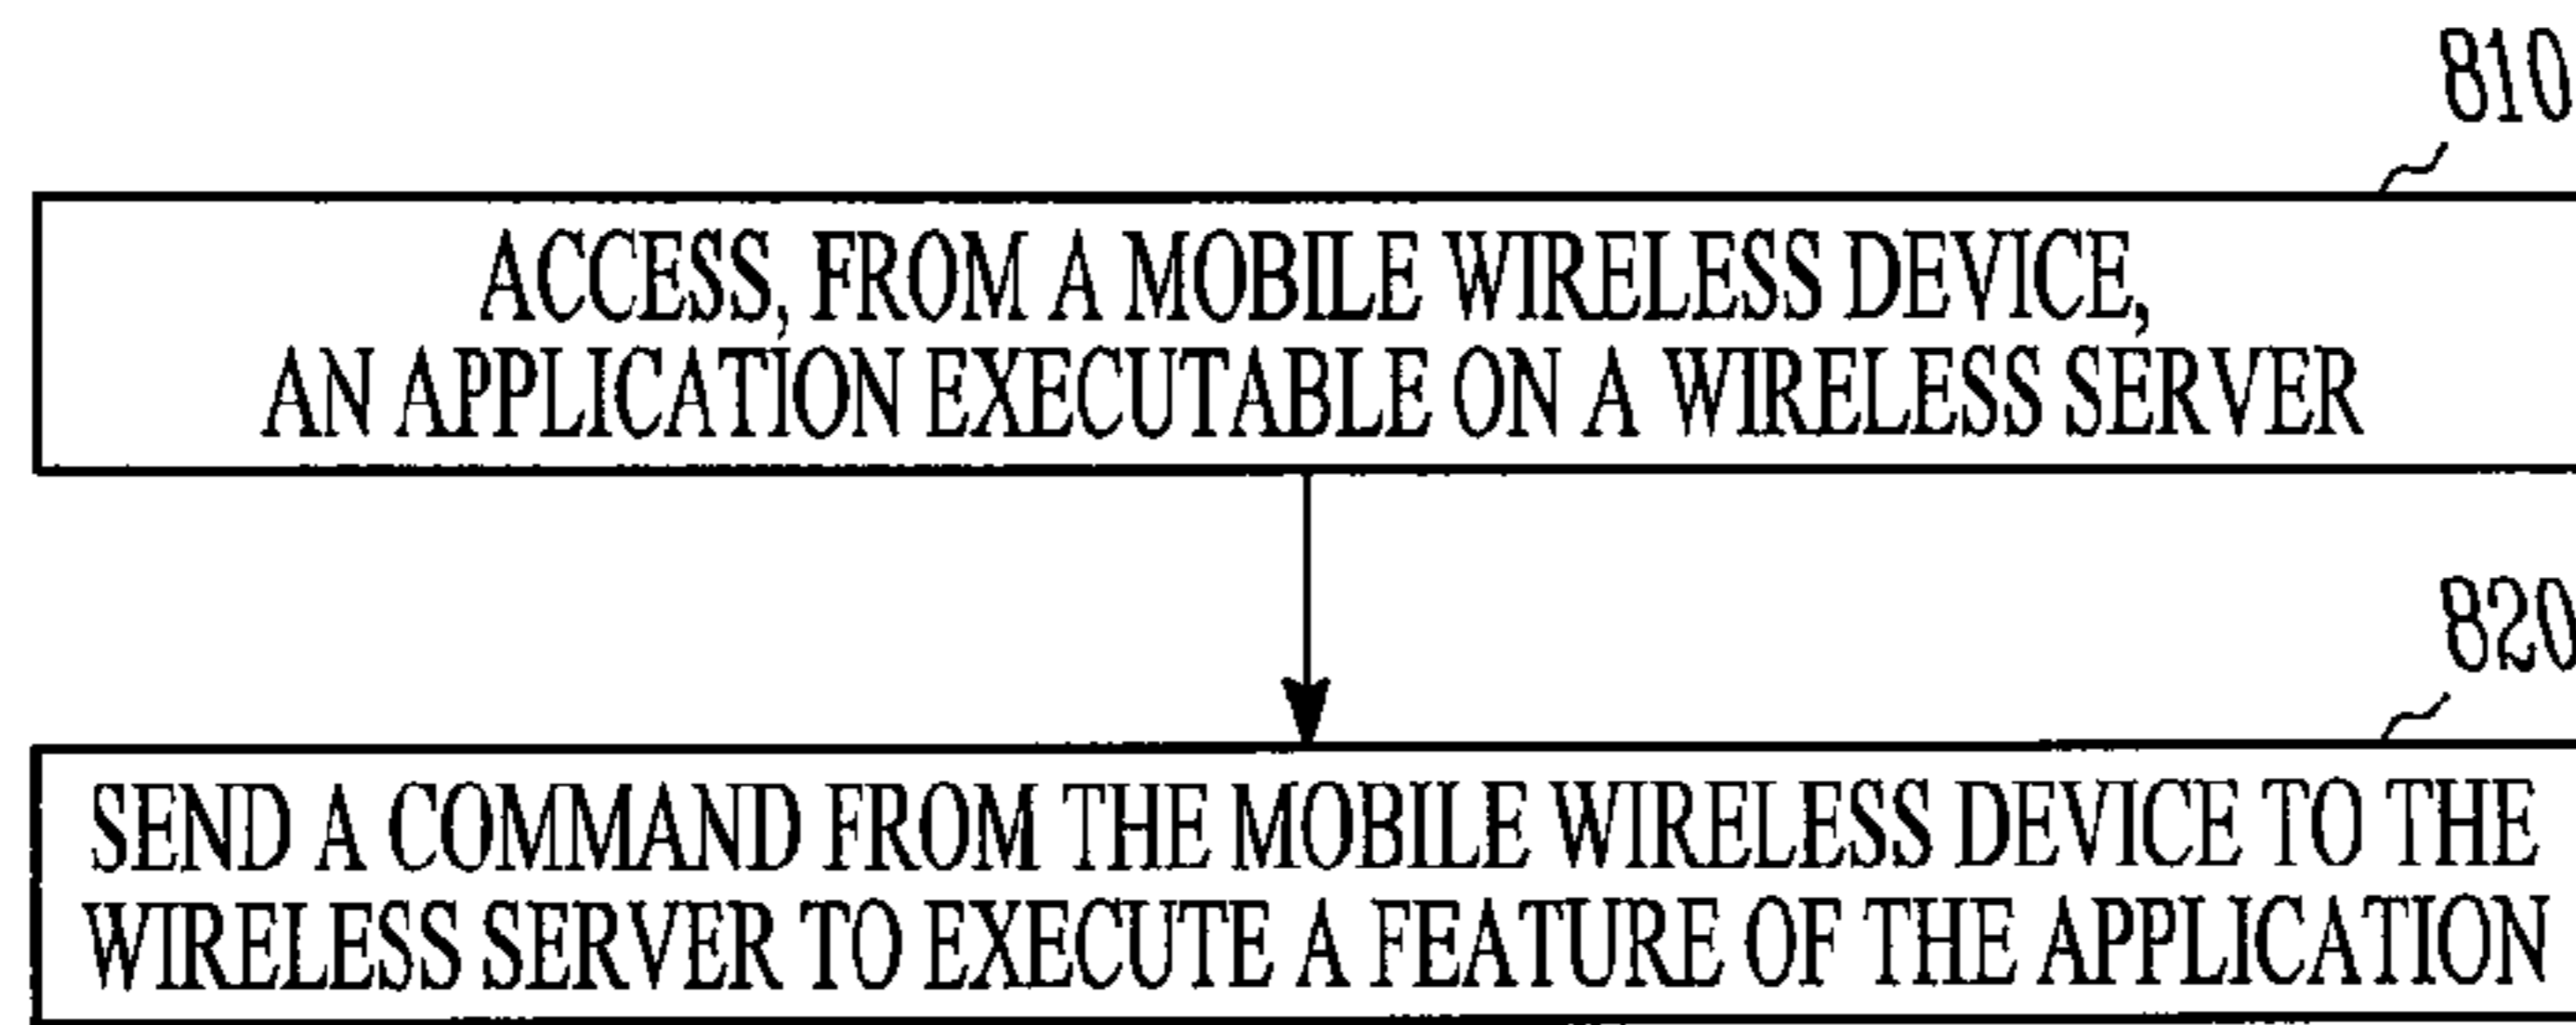 810
ACCESS, FROM A MOBILE WIRELESS DEVICE,
AN APPLICATION EXECUTABLE ON A WIRELESS SERVER
820
SEND A COMMAND FROM THE MOBILE WIRELESS DEVICE TO THE
WIRELESS SERVER TO EXECUTE A FEATURE OF THE APPLICATION